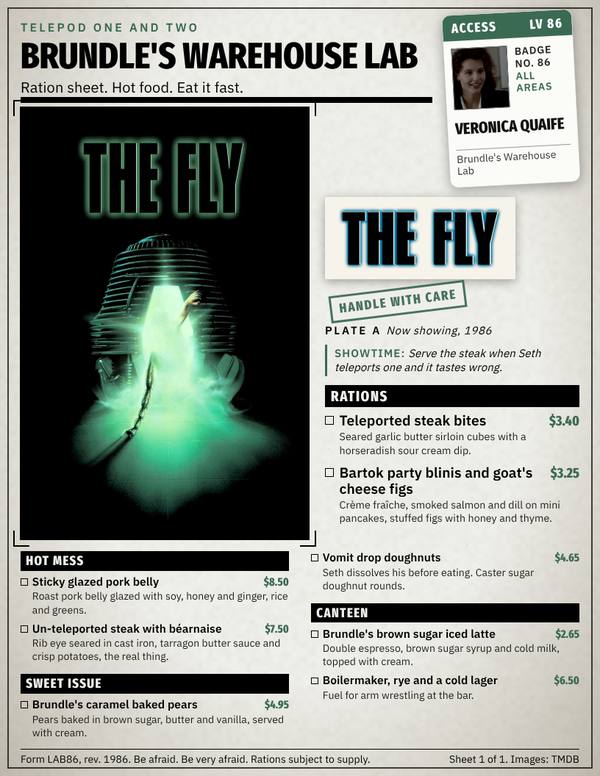 TELEPOD ONE AND TWO
BRUNDLE'S WAREHOUSE LAB
Ration sheet. Hot food. Eat it fast.
ACCESS LV 86
BADGE
NO. 86
ALL
AREAS
VERONICA QUAIFE
Brundle's Warehouse
Lab
THE FLY
THE FLY
HANDLE WITH CARE
PLATE A Now showing, 1986
SHOWTIME: Serve the steak when Seth
teleports one and it tastes wrong.
RATIONS
Teleported steak bites $3.40
Seared garlic butter sirloin cubes with a
horseradish sour cream dip.
Bartok party blinis and goat's $3.25
cheese figs
Crème fraîche, smoked salmon and dill on mini
pancakes, stuffed figs with honey and thyme.
HOT MESS
Sticky glazed pork belly $8.50
Roast pork belly glazed with soy, honey and ginger, rice
and greens.
Un-teleported steak with béarnaise $7.50
Rib eye seared in cast iron, tarragon butter sauce and
crisp potatoes, the real thing.
SWEET ISSUE
Brundle's caramel baked pears $4.95
Pears baked in brown sugar, butter and vanilla, served
with cream.
Vomit drop doughnuts $4.65
Seth dissolves his before eating. Caster sugar
doughnut rounds.
CANTEEN
Brundle's brown sugar iced latte $2.65
Double espresso, brown sugar syrup and cold milk,
topped with cream.
Boilermaker, rye and a cold lager $6.50
Fuel for arm wrestling at the bar.
Form LAB86, rev. 1986. Be afraid. Be very afraid. Rations subject to supply.
Sheet 1 of 1. Images: TMDB